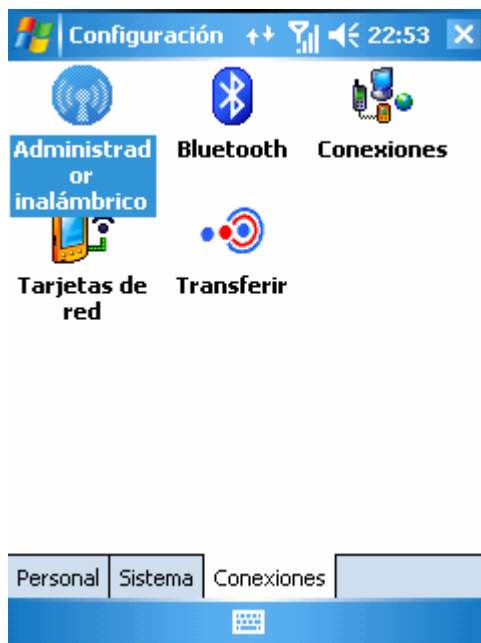 Configuración 22:53
Administrad
or
inalámbrico
Bluetooth
Conexiones
Tarjetas de
red
Transferir
Personal Sistema Conexiones